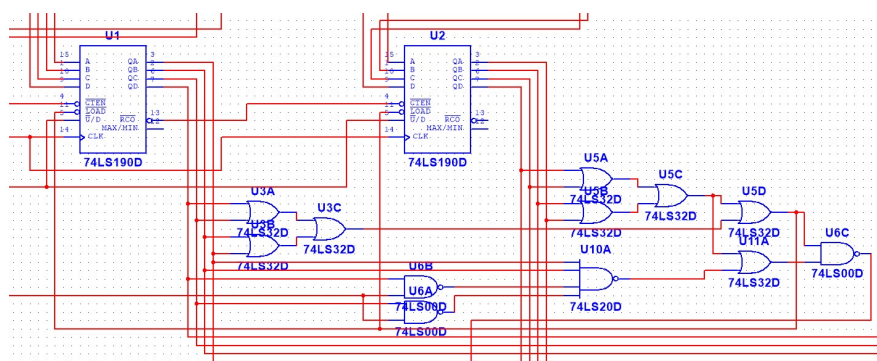 U1
15 A QA 3
1 B QB 2
10 C QC 6
9 D QD 7
4 CTEN
11 LOAD
5 U/D RCO 13
MAX/MIN 12
14 CLK
74LS190D
U2
15 A QA 3
1 B QB 2
10 C QC 6
9 D QD 7
4 CTEN
11 LOAD
5 U/D RCO 13
MAX/MIN 12
14 CLK
74LS190D
U3A
74LS32D
U3B
74LS32D
U3C
74LS32D
U5A
74LS32D
U5B
74LS32D
U5C
74LS32D
U5D
74LS32D
U6B
74LS00D
U6A
74LS00D
U10A
74LS20D
U11A
74LS32D
U6C
74LS00D